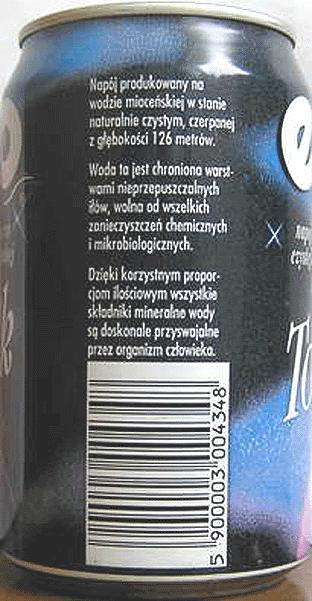 Napój produkowany na
wodzie mioceńskiej w stanie
naturalnie czystym, czerpanej
z głębokości 126 metrów.
Woda ta jest chroniona warst-
wami nieprzepuszczalnych
iłów, wolna od wszelkich
zanieczyszczeń chemicznych
i mikrobiologicznych.
Dzięki korzystnym propor-
cjom ilościowym wszystkie
składniki mineralne wody
są doskonale przyswajalne
przez organizm człowieka.
5 900003 004348
To